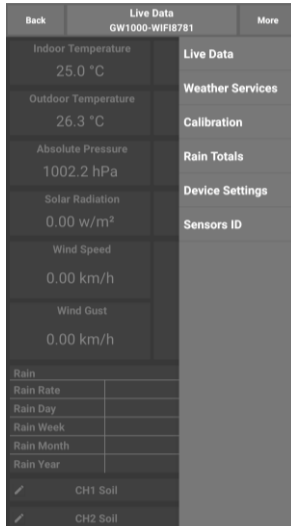 Back
Live Data
GW1000-WIFI8781
More
Indoor Temperature
25.0 °C
Outdoor Temperature
26.3 °C
Absolute Pressure
1002.2 hPa
Solar Radiation
0.00 w/m²
Wind Speed
0.00 km/h
Wind Gust
0.00 km/h
Rain
Rain Rate
Rain Day
Rain Week
Rain Month
Rain Year
CH1 Soil
CH2 Soil
Live Data
Weather Services
Calibration
Rain Totals
Device Settings
Sensors ID